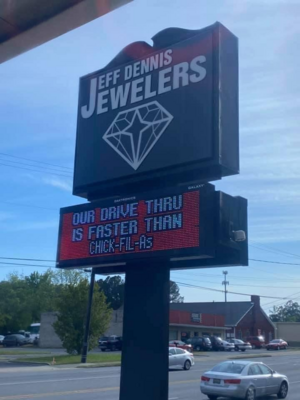 JEFF DENNIS
JEWELERS
OUR DRIVE THRU
IS FASTER THAN
CHICK-FIL-As